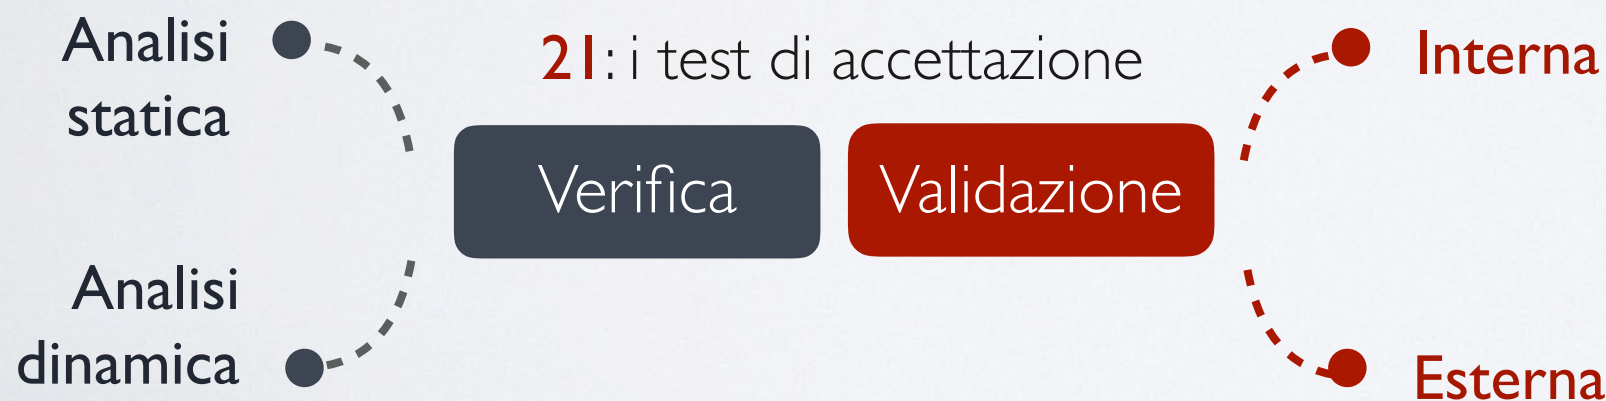 Analisi
statica
21: i test di accettazione
Interna
Verifica
Validazione
Analisi
dinamica
Esterna